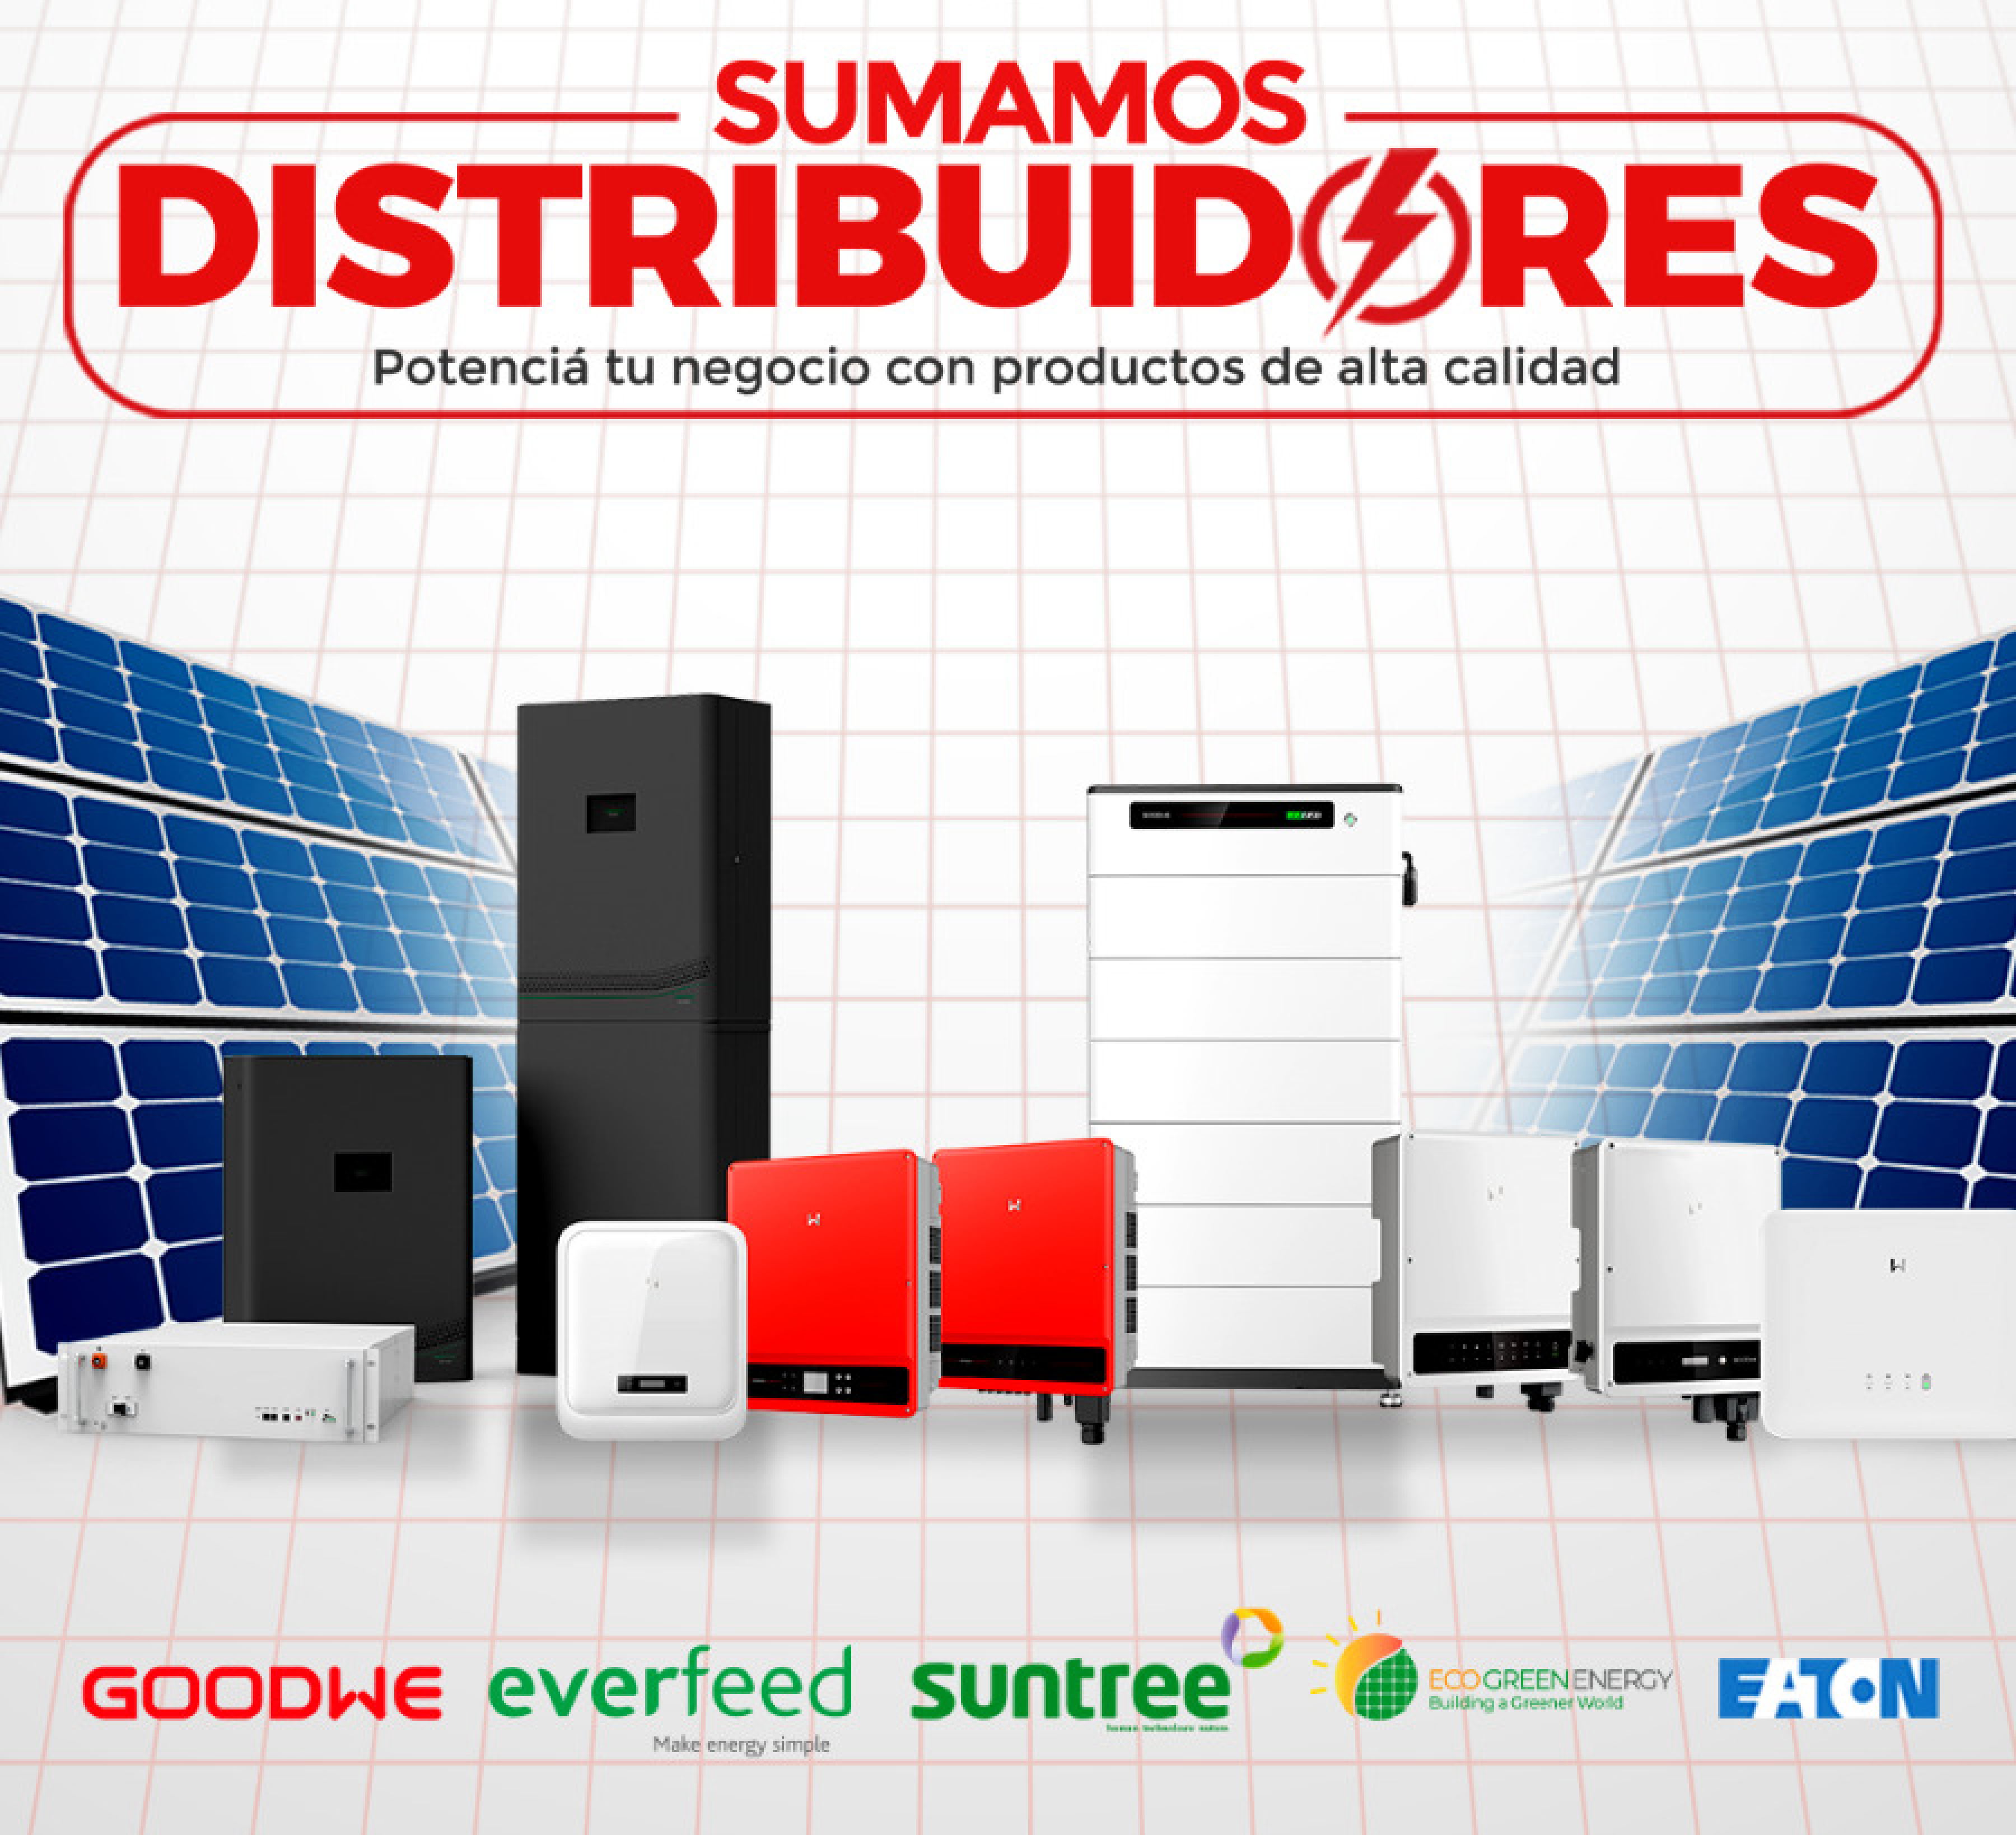 SUMAMOS
DISTRIBUIDORES
Potenciá tu negocio con productos de alta calidad
GOODWE
everfeed
Make energy simple
suntree
ECOGREENENERGY
Building a Greener World
EATON